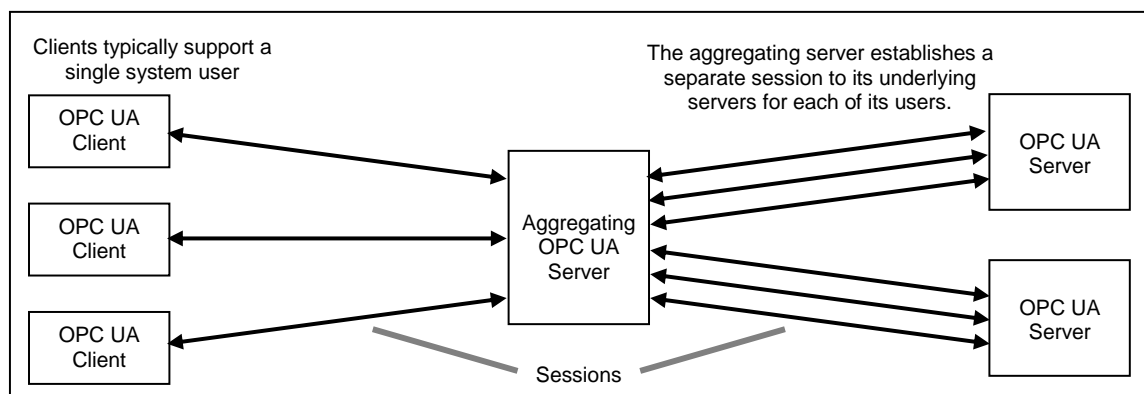 Clients typically support a
single system user
The aggregating server establishes a
separate session to its underlying
servers for each of its users.
OPC UA
Client
OPC UA
Client
OPC UA
Client
Aggregating
OPC UA
Server
OPC UA
Server
OPC UA
Server
Sessions